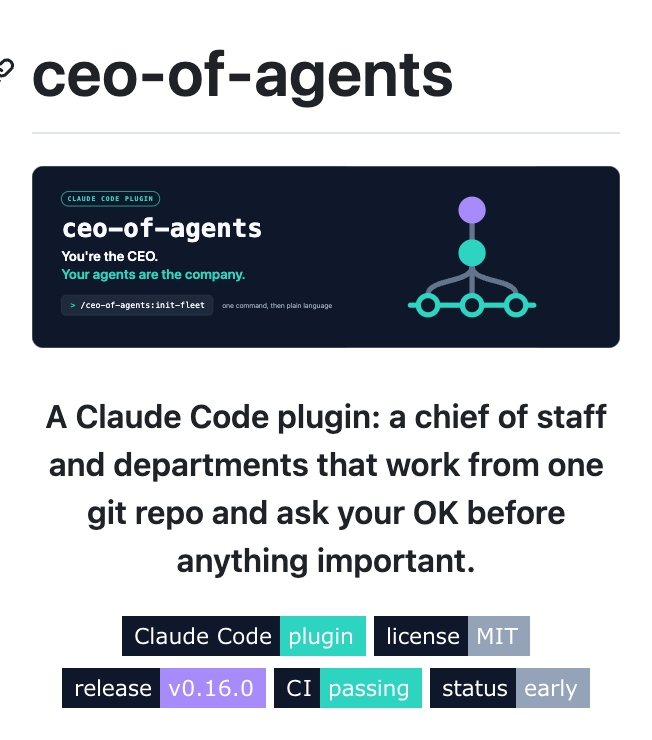 ceo-of-agents
CLAUDE CODE PLUGIN
ceo-of-agents
You're the CEO.
Your agents are the company.
> /ceo-of-agents:init-fleet one command, then plain language
A Claude Code plugin: a chief of staff
and departments that work from one
git repo and ask your OK before
anything important.
Claude Code plugin license MIT
release v0.16.0 CI passing status early